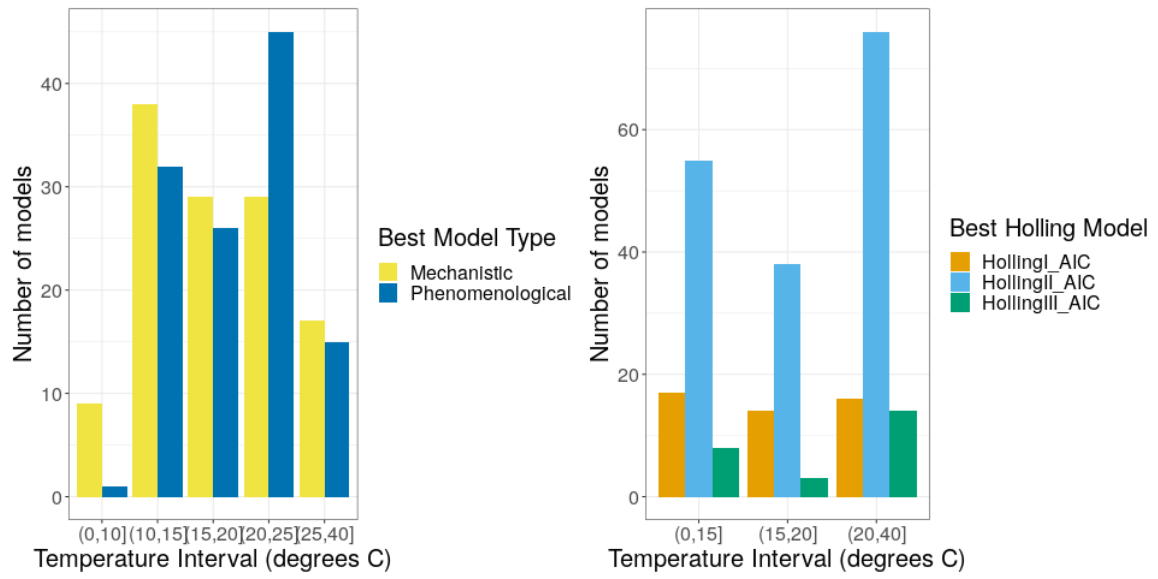 Number of models
40
30
20
10
0
(0,10]
(10,15]
(15,20]
(20,25]
(25,40]
Temperature Interval (degrees C)
Best Model Type
Mechanistic
Phenomenological
Number of models
60
40
20
0
(0,15]
(15,20]
(20,40]
Temperature Interval (degrees C)
Best Holling Model
HollingI_AIC
HollingII_AIC
HollingIII_AIC